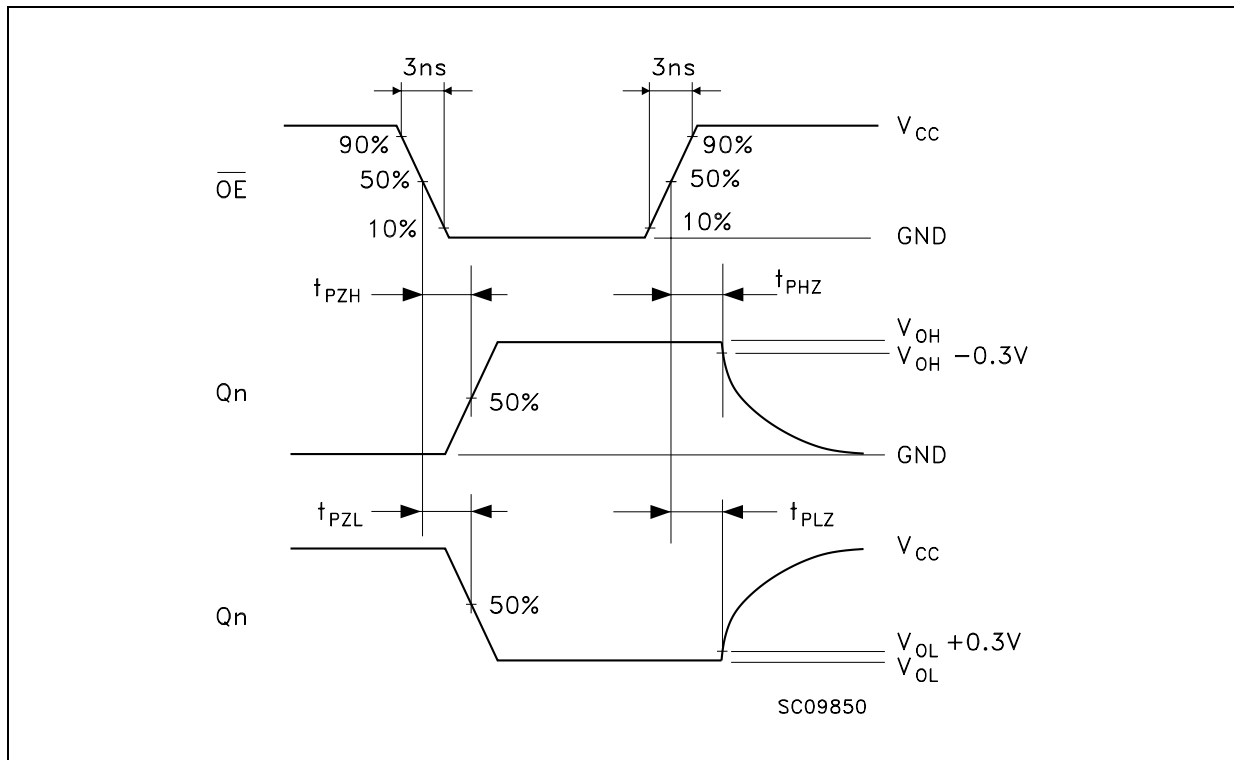 3ns 3ns
V_CC
90% 90%
O̅E̅ 50% 50%
10% 10%
GND
t_PZH t_PHZ
V_OH
V_OH −0.3V
Qn 50%
GND
t_PZL t_PLZ
V_CC
Qn 50%
V_OL +0.3V
V_OL
SC09850